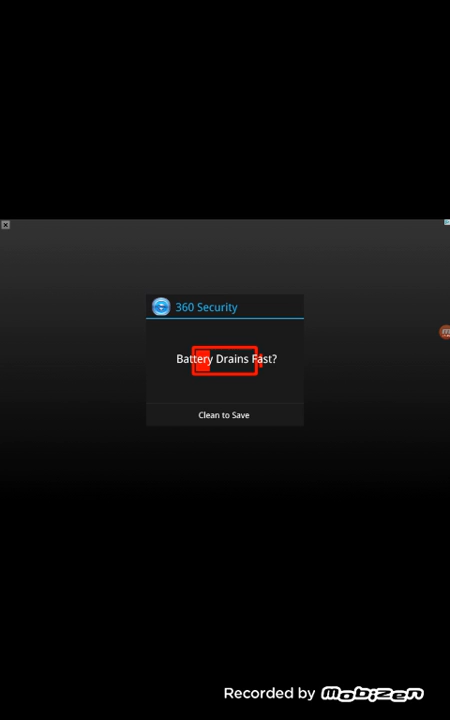 360 Security
Battery Drains Fast?
Clean to Save
Recorded by Mobizen